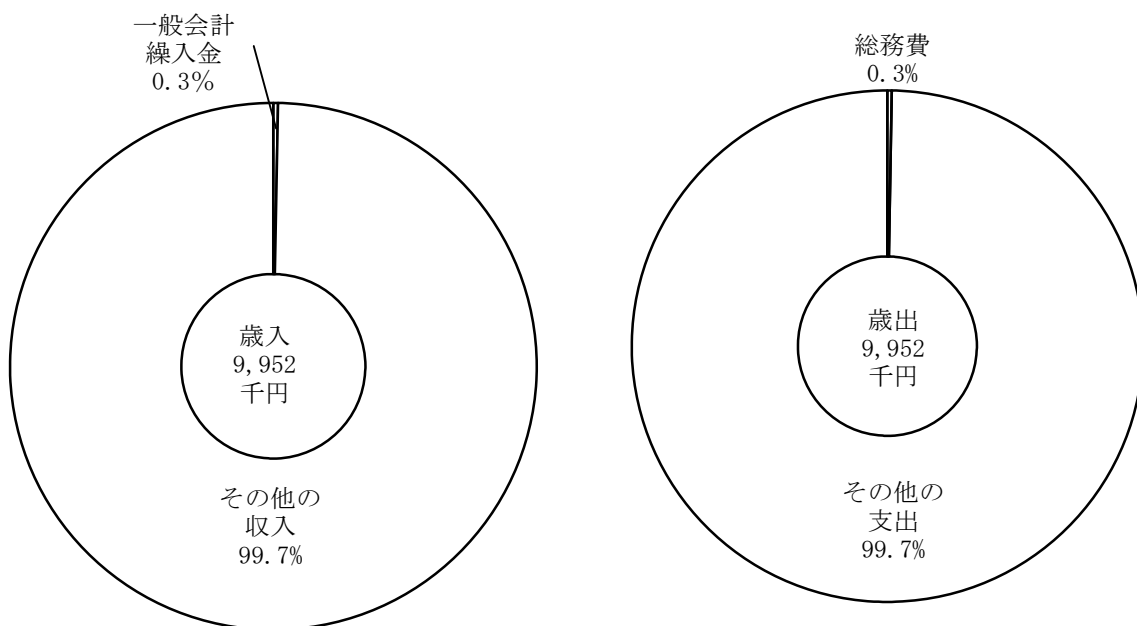 一般会計
繰入金
0.3%
歳入
9,952
千円
その他の
収入
99.7%
総務費
0.3%
歳出
9,952
千円
その他の
支出
99.7%